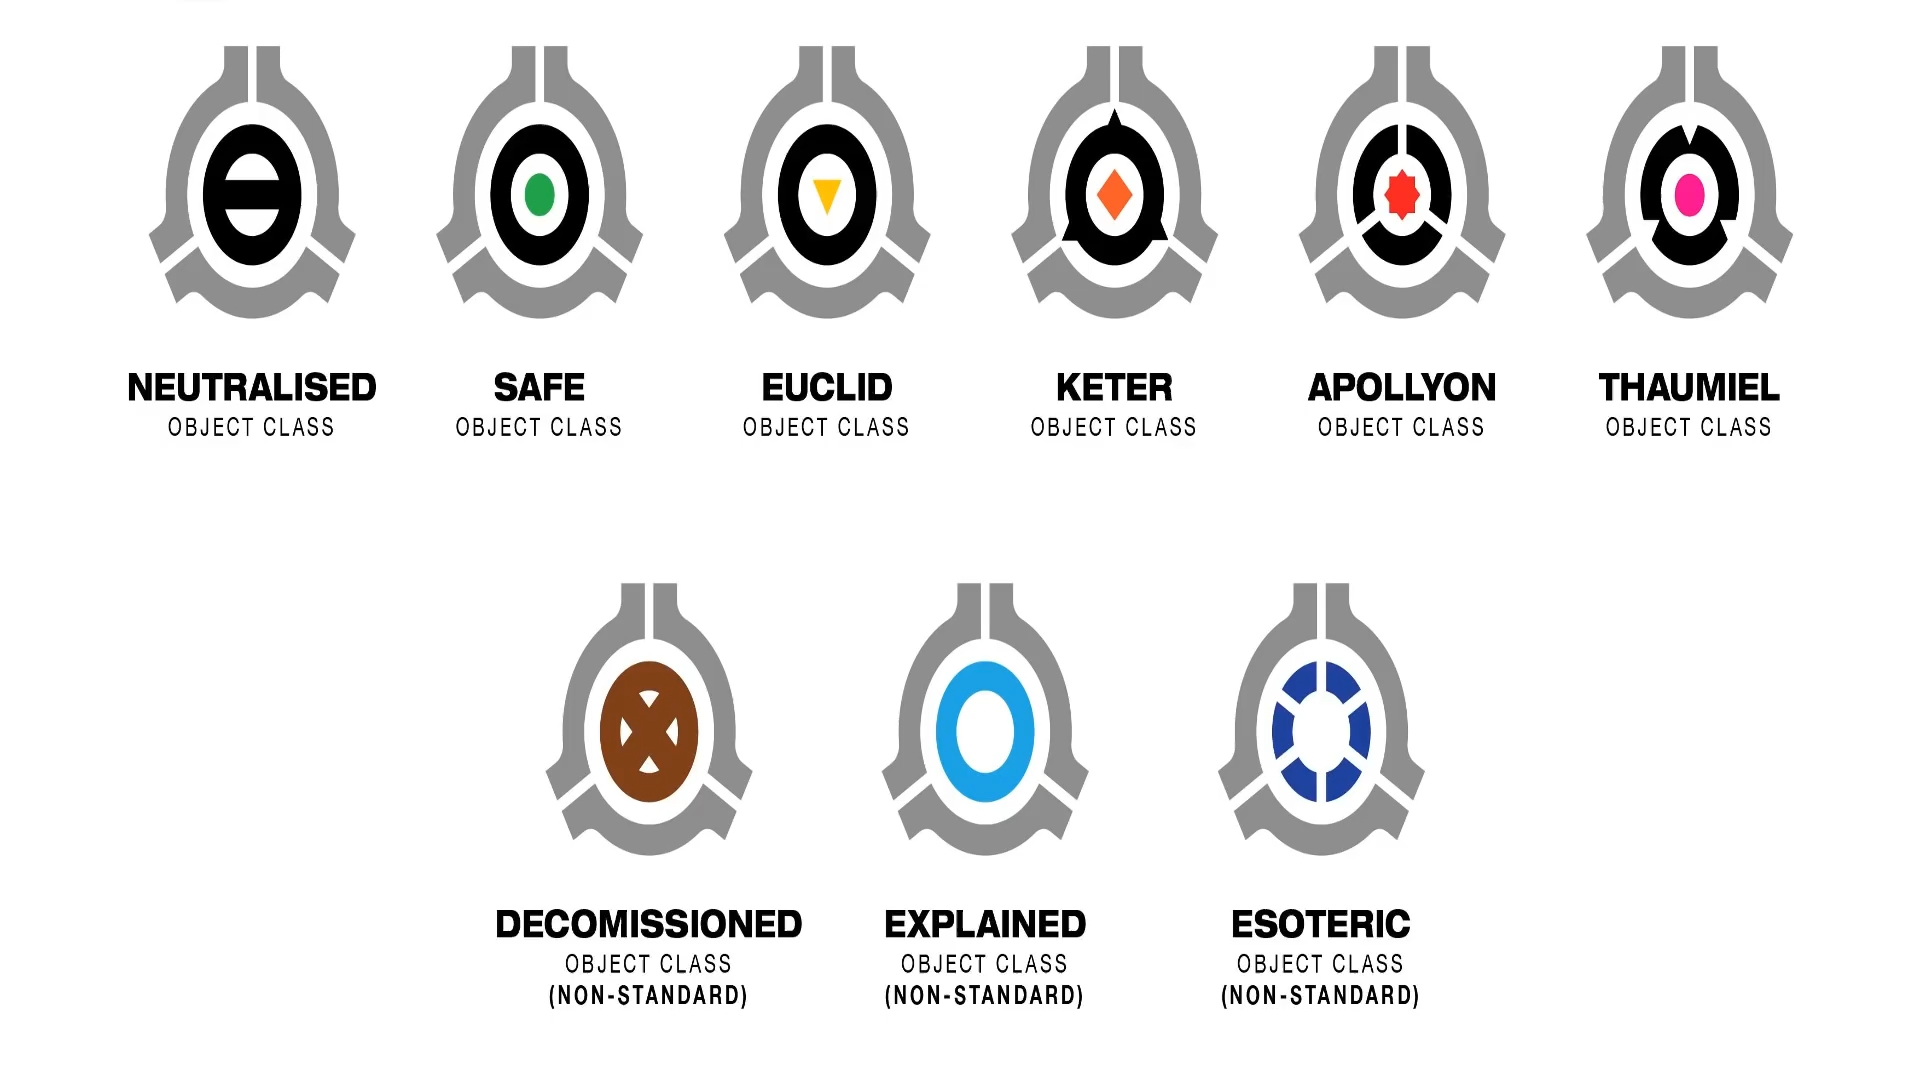 NEUTRALISED
OBJECT CLASS
SAFE
OBJECT CLASS
EUCLID
OBJECT CLASS
KETER
OBJECT CLASS
APOLLYON
OBJECT CLASS
THAUMIEL
OBJECT CLASS
DECOMISSIONED
OBJECT CLASS
(NON-STANDARD)
EXPLAINED
OBJECT CLASS
(NON-STANDARD)
ESOTERIC
OBJECT CLASS
(NON-STANDARD)